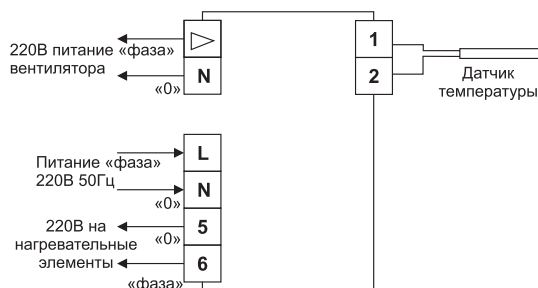 220В питание «фаза»
вентилятора
N
«0»
1
2
Датчик
температуры
L
Питание «фаза»
220В 50Гц
N
«0»
220В на
нагревательные
элементы
5
«0»
6
«фаза»